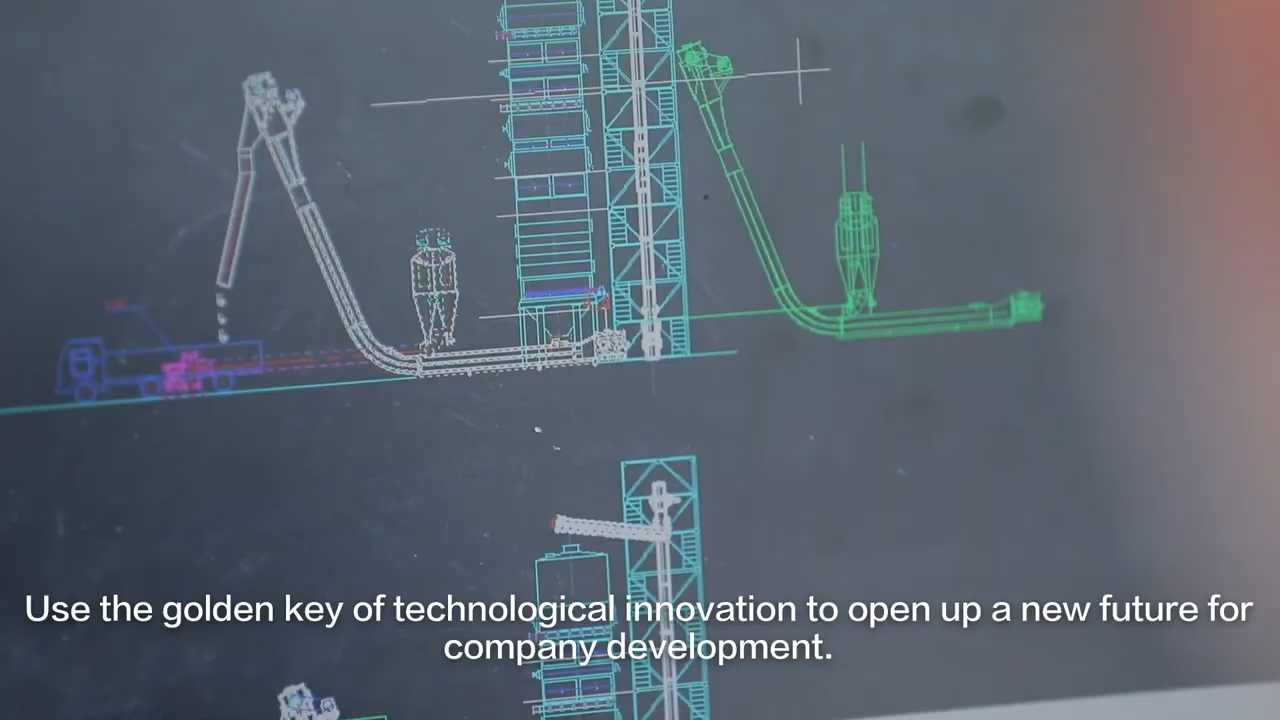 Use the golden key of technological innovation to open up a new future for
company development.